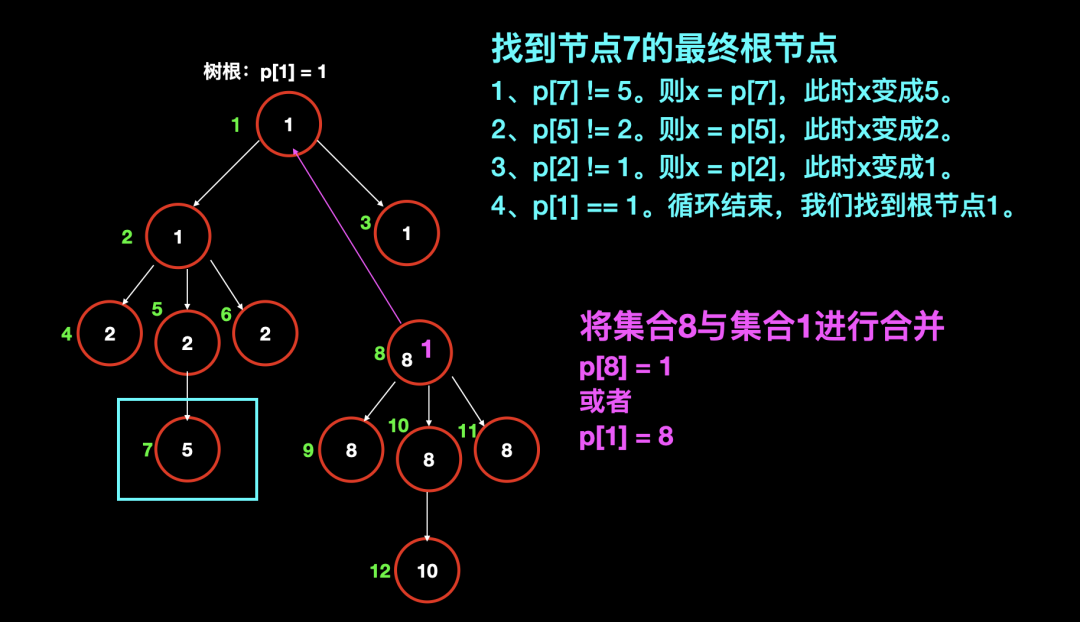 找到节点7的最终根节点
树根：p[1] = 1
1、p[7] != 5。则x = p[7]，此时x变成5。
2、p[5] != 2。则x = p[5]，此时x变成2。
3、p[2] != 1。则x = p[2]，此时x变成1。
4、p[1] == 1。循环结束，我们找到根节点1。
1 1
2 1
3 1
4 2
5 2
6 2
将集合8与集合1进行合并
p[8] = 1
或者
p[1] = 8
8 8 1
7 5
9 8
10 8
11 8
12 10